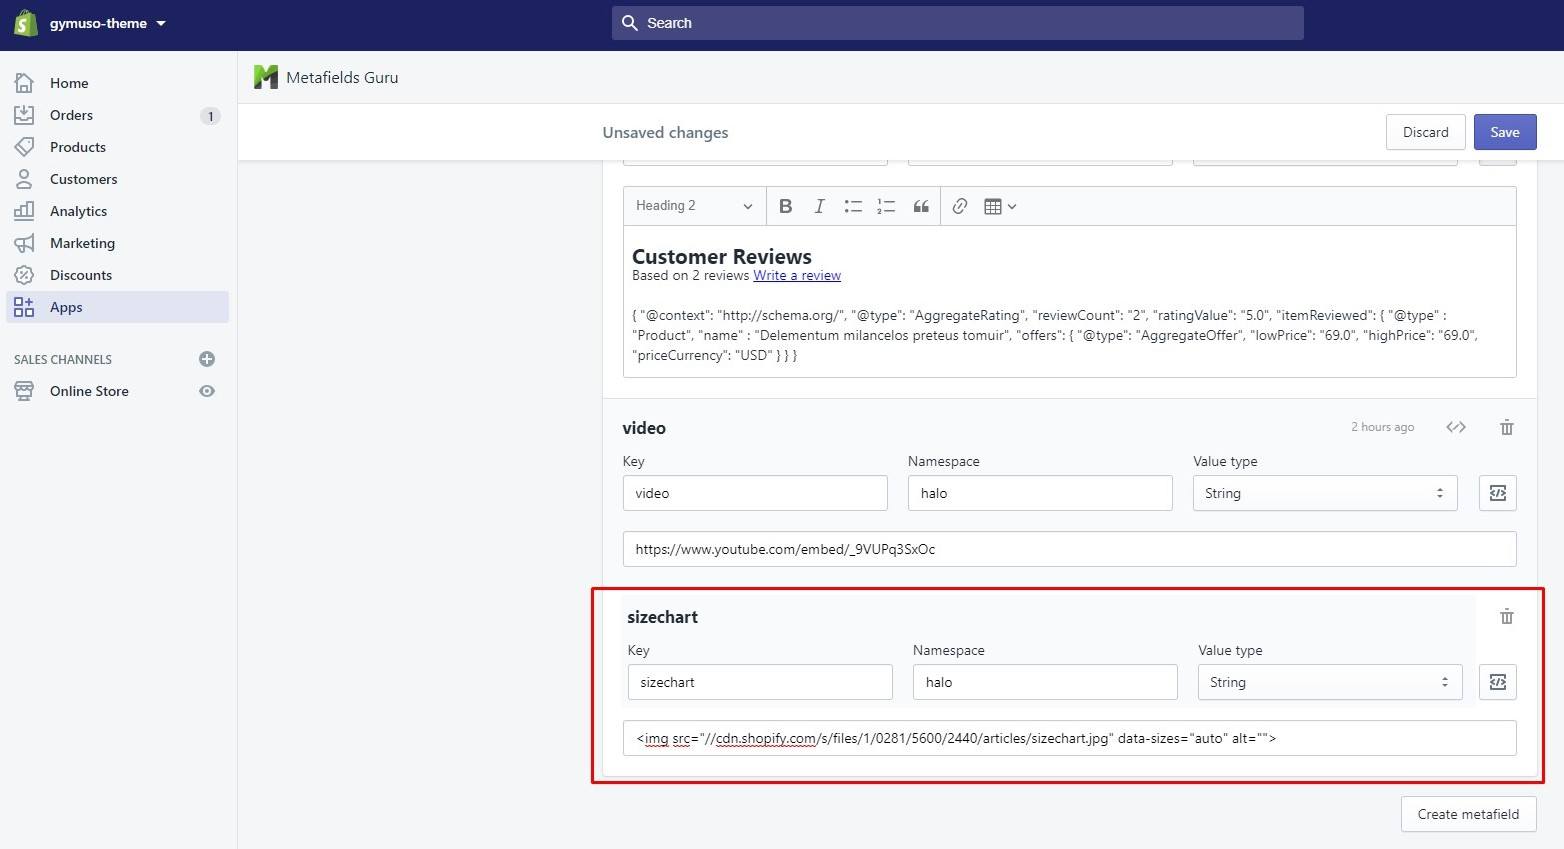 gymuso-theme
Search
Home
Orders 1
Products
Customers
Analytics
Marketing
Discounts
Apps
SALES CHANNELS
Online Store
Metafields Guru
Unsaved changes
Discard Save
Heading 2
Customer Reviews
Based on 2 reviews Write a review
{ "@context": "http://schema.org/", "@type": "AggregateRating", "reviewCount": "2", "ratingValue": "5.0", "itemReviewed": { "@type" :
"Product", "name" : "Delementum milancelos preteus tomuir", "offers": { "@type": "AggregateOffer", "lowPrice": "69.0", "highPrice": "69.0",
"priceCurrency": "USD" } } }
video 2 hours ago
Key Namespace Value type
video halo String
https://www.youtube.com/embed/_9VUPq3SxOc
sizechart
Key Namespace Value type
sizechart halo String
<img src="//cdn.shopify.com/s/files/1/0281/5600/2440/articles/sizechart.jpg" data-sizes="auto" alt="">
Create metafield